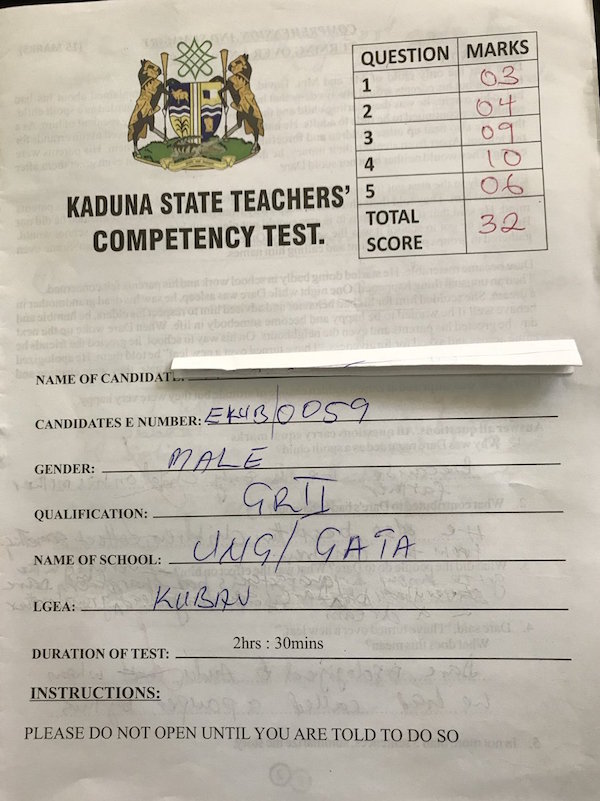 KADUNA STATE TEACHERS'
COMPETENCY TEST.
QUESTION MARKS
1 03
2 04
3 09
4 10
5 06
TOTAL SCORE 32
NAME OF CANDIDATE
CANDIDATES E NUMBER: EKUB/0059
GENDER: MALE
QUALIFICATION: GRII
NAME OF SCHOOL: UNG/ GATA
LGEA: KUBAU
DURATION OF TEST: 2hrs : 30mins
INSTRUCTIONS:
PLEASE DO NOT OPEN UNTIL YOU ARE TOLD TO DO SO